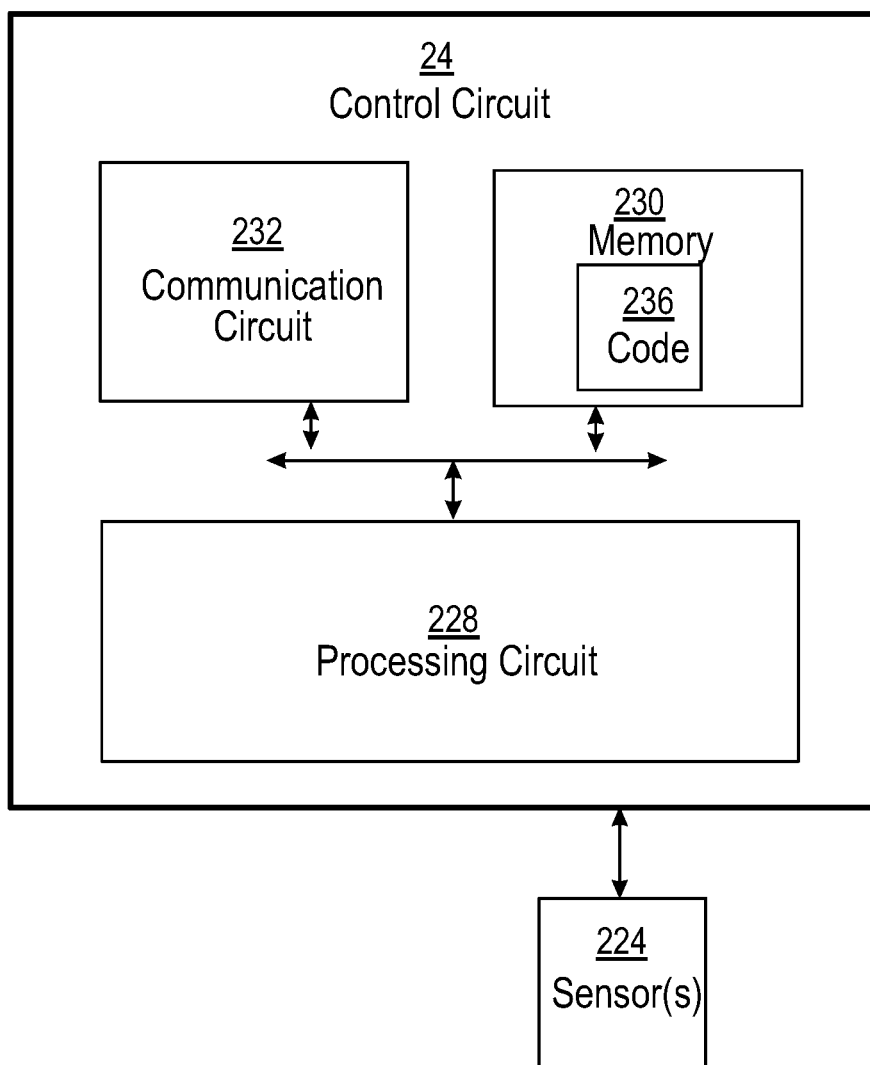 24
Control Circuit
232
Communication
Circuit
230
Memory
236
Code
228
Processing Circuit
224
Sensor(s)